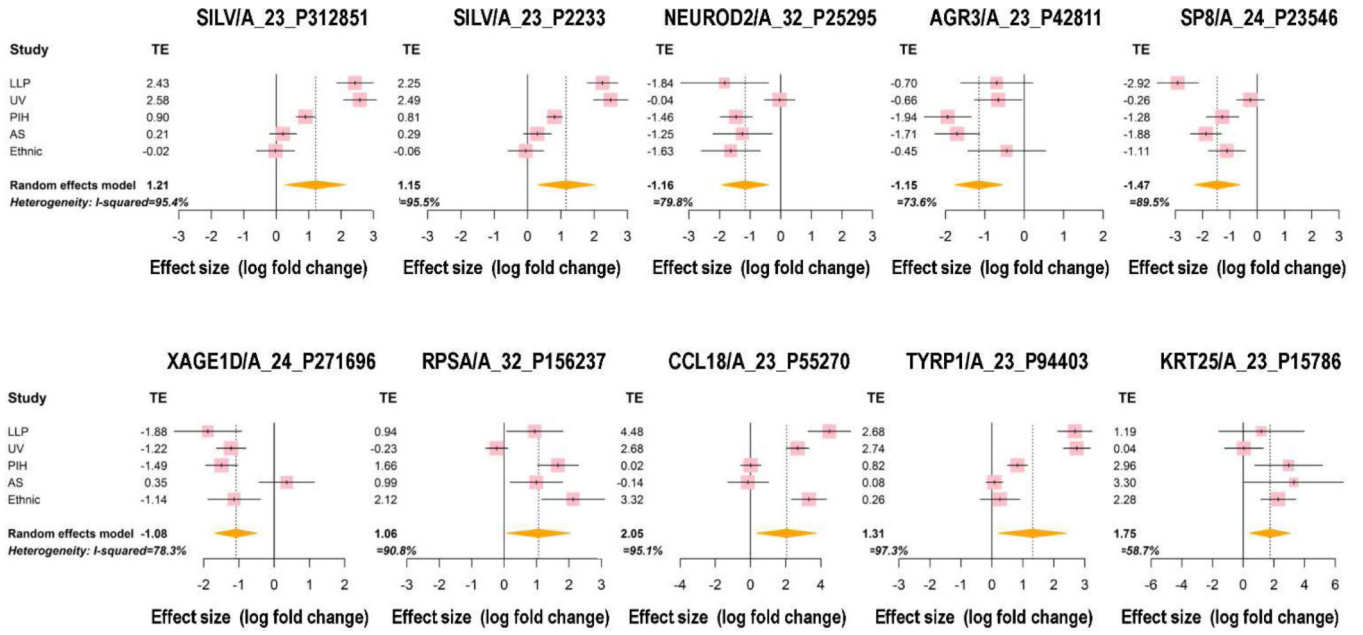 SILV/A_23_P312851 SILV/A_23_P2233 NEUROD2/A_32_P25295 AGR3/A_23_P42811 SP8/A_24_P23546
Study TE TE TE TE TE
LLP 2.43 2.25 -1.84 -0.70 -2.92
UV 2.58 2.49 -0.04 -0.66 -0.26
PIH 0.90 0.81 -1.46 -1.94 -1.28
AS 0.21 0.29 -1.25 -1.71 -1.88
Ethnic -0.02 -0.06 -1.63 -0.45 -1.11
Random effects model 1.21 1.15 -1.16 -1.15 -1.47
Heterogeneity: I-squared=95.4% =95.5% =79.8% =73.6% =89.5%
-3 -2 -1 0 1 2 3 -3 -2 -1 0 1 2 3 -3 -2 -1 0 1 2 3 -2 -1 0 1 2 -3 -2 -1 0 1 2 3
Effect size (log fold change) Effect size (log fold change) Effect size (log fold change) Effect size (log fold change) Effect size (log fold change)
XAGE1D/A_24_P271696 RPSA/A_32_P156237 CCL18/A_23_P55270 TYRP1/A_23_P94403 KRT25/A_23_P15786
Study TE TE TE TE TE
LLP -1.88 0.94 4.48 2.68 1.19
UV -1.22 -0.23 2.68 2.74 0.04
PIH -1.49 1.66 0.02 0.82 2.96
AS 0.35 0.99 -0.14 0.08 3.30
Ethnic -1.14 2.12 3.32 0.26 2.28
Random effects model -1.08 1.06 2.05 1.31 1.75
Heterogeneity: I-squared=78.3% =90.8% =95.1% =97.3% =58.7%
-2 -1 0 1 2 -3 -2 -1 0 1 2 3 -4 -2 0 2 4 -3 -2 -1 0 1 2 3 -6 -4 -2 0 2 4 6
Effect size (log fold change) Effect size (log fold change) Effect size (log fold change) Effect size (log fold change) Effect size (log fold change)